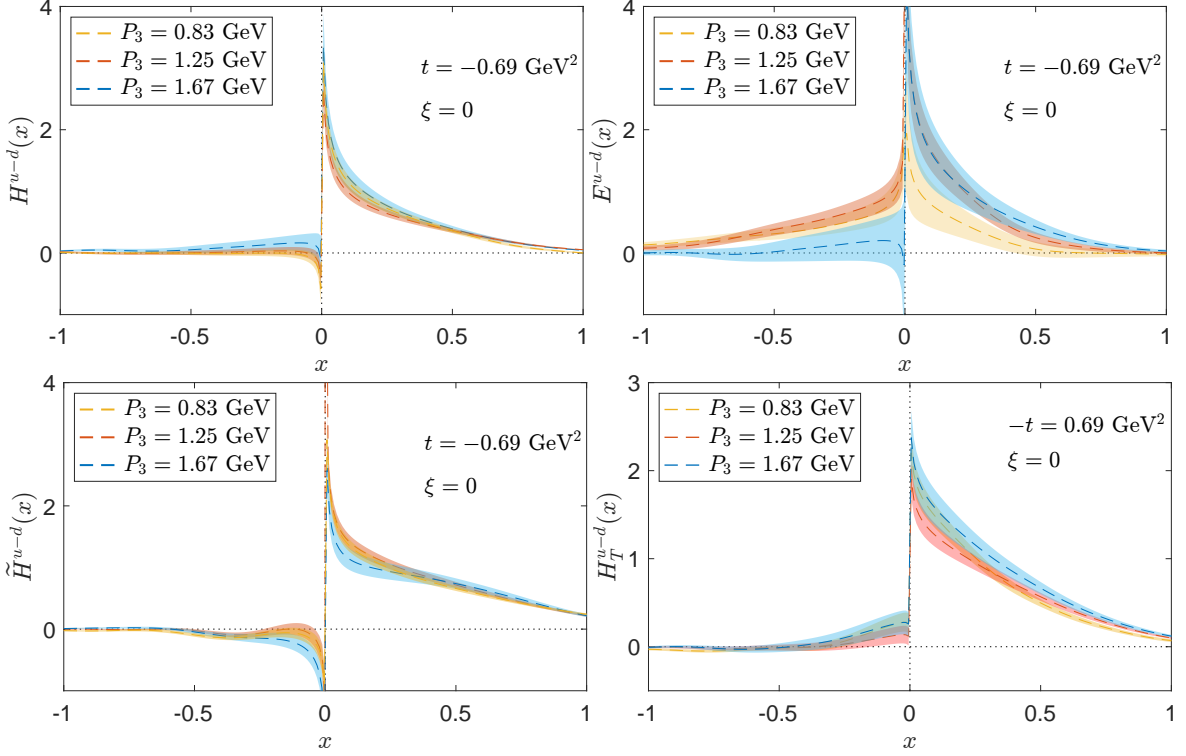 4
2
0
-1
-0.5
0
0.5
1
x
H^{u−d}(x)
P_3 = 0.83 GeV
P_3 = 1.25 GeV
P_3 = 1.67 GeV
t = −0.69 GeV^2
ξ = 0
4
2
0
-1
-0.5
0
0.5
1
x
E^{u−d}(x)
P_3 = 0.83 GeV
P_3 = 1.25 GeV
P_3 = 1.67 GeV
t = −0.69 GeV^2
ξ = 0
4
2
0
-1
-0.5
0
0.5
1
x
H̃^{u−d}(x)
P_3 = 0.83 GeV
P_3 = 1.25 GeV
P_3 = 1.67 GeV
t = −0.69 GeV^2
ξ = 0
3
2
1
0
-1
-0.5
0
0.5
1
x
H_T^{u−d}(x)
P_3 = 0.83 GeV
P_3 = 1.25 GeV
P_3 = 1.67 GeV
−t = 0.69 GeV^2
ξ = 0